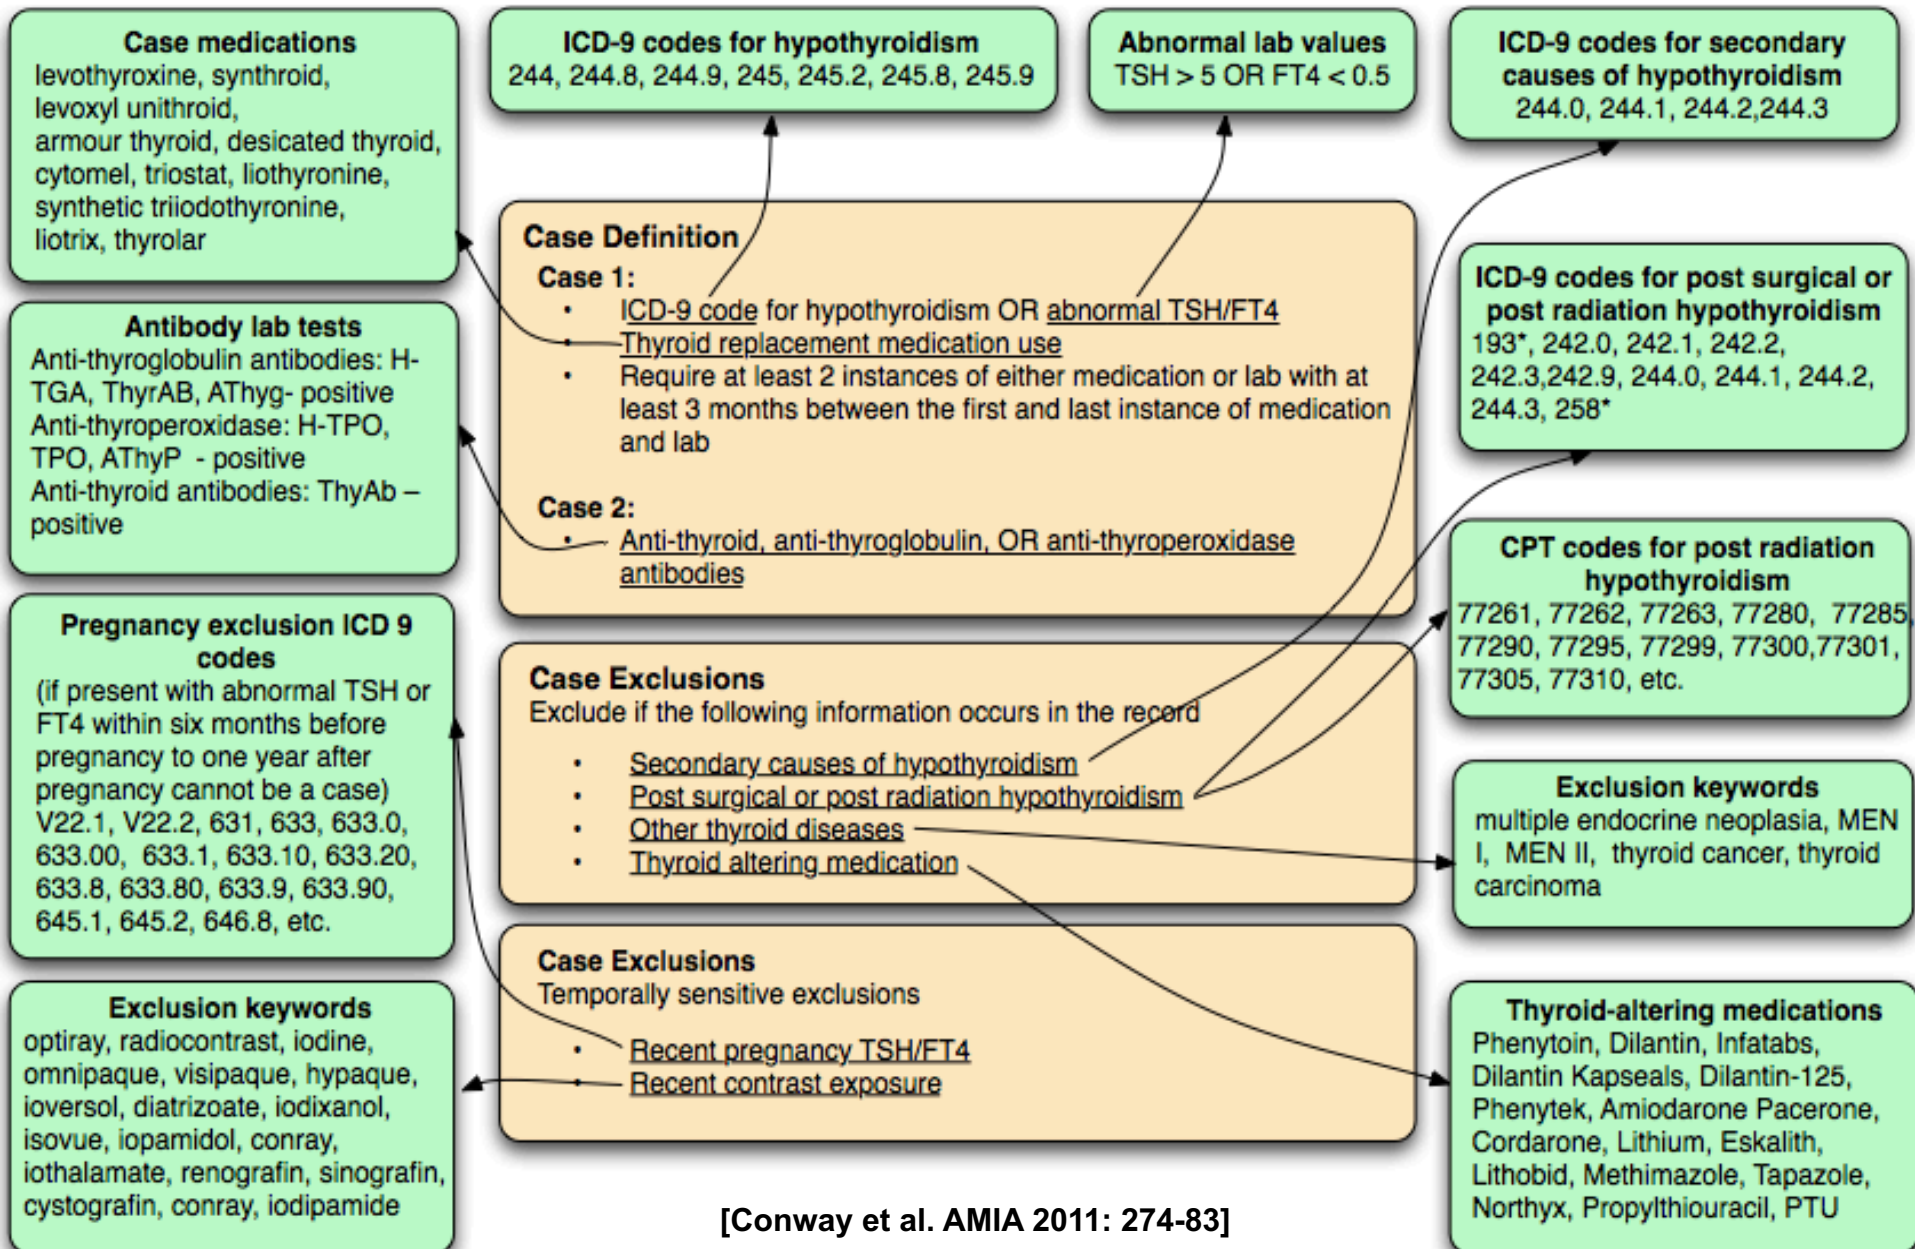 Case medications
levothyroxine, synthroid,
levoxyl unithroid,
armour thyroid, desicated thyroid,
cytomel, triostat, liothyronine,
synthetic triiodothyronine,
liotrix, thyrolar
ICD-9 codes for hypothyroidism
244, 244.8, 244.9, 245, 245.2, 245.8, 245.9
Abnormal lab values
TSH > 5 OR FT4 < 0.5
ICD-9 codes for secondary
causes of hypothyroidism
244.0, 244.1, 244.2,244.3
Case Definition
Case 1:
• ICD-9 code for hypothyroidism OR abnormal TSH/FT4
• Thyroid replacement medication use
• Require at least 2 instances of either medication or lab with at
least 3 months between the first and last instance of medication
and lab
Case 2:
• Anti-thyroid, anti-thyroglobulin, OR anti-thyroperoxidase
antibodies
ICD-9 codes for post surgical or
post radiation hypothyroidism
193*, 242.0, 242.1, 242.2,
242.3,242.9, 244.0, 244.1, 244.2,
244.3, 258*
Antibody lab tests
Anti-thyroglobulin antibodies: H-
TGA, ThyrAB, AThyg- positive
Anti-thyroperoxidase: H-TPO,
TPO, AThyP - positive
Anti-thyroid antibodies: ThyAb –
positive
CPT codes for post radiation
hypothyroidism
77261, 77262, 77263, 77280, 77285,
77290, 77295, 77299, 77300,77301,
77305, 77310, etc.
Pregnancy exclusion ICD 9
codes
(if present with abnormal TSH or
FT4 within six months before
pregnancy to one year after
pregnancy cannot be a case)
V22.1, V22.2, 631, 633, 633.0,
633.00, 633.1, 633.10, 633.20,
633.8, 633.80, 633.9, 633.90,
645.1, 645.2, 646.8, etc.
Case Exclusions
Exclude if the following information occurs in the record
• Secondary causes of hypothyroidism
• Post surgical or post radiation hypothyroidism
• Other thyroid diseases
• Thyroid altering medication
Exclusion keywords
multiple endocrine neoplasia, MEN
I, MEN II, thyroid cancer, thyroid
carcinoma
Case Exclusions
Temporally sensitive exclusions
• Recent pregnancy TSH/FT4
• Recent contrast exposure
Exclusion keywords
optiray, radiocontrast, iodine,
omnipaque, visipaque, hypaque,
ioversol, diatrizoate, iodixanol,
isovue, iopamidol, conray,
iothalamate, renografin, sinografin,
cystografin, conray, iodipamide
Thyroid-altering medications
Phenytoin, Dilantin, Infatabs,
Dilantin Kapseals, Dilantin-125,
Phenytek, Amiodarone Pacerone,
Cordarone, Lithium, Eskalith,
Lithobid, Methimazole, Tapazole,
Northyx, Propylthiouracil, PTU
[Conway et al. AMIA 2011: 274-83]